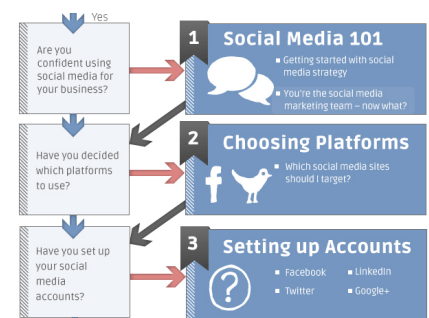 Yes
Are you
confident using
social media for
your business?
1
Social Media 101
Getting started with social
media strategy
You're the social media
marketing team – now what?
Have you decided
which platforms
to use?
2
Choosing Platforms
Which social media sites
should I target?
Have you set up
your social
media
accounts?
3
Setting up Accounts
Facebook
LinkedIn
Twitter
Google+